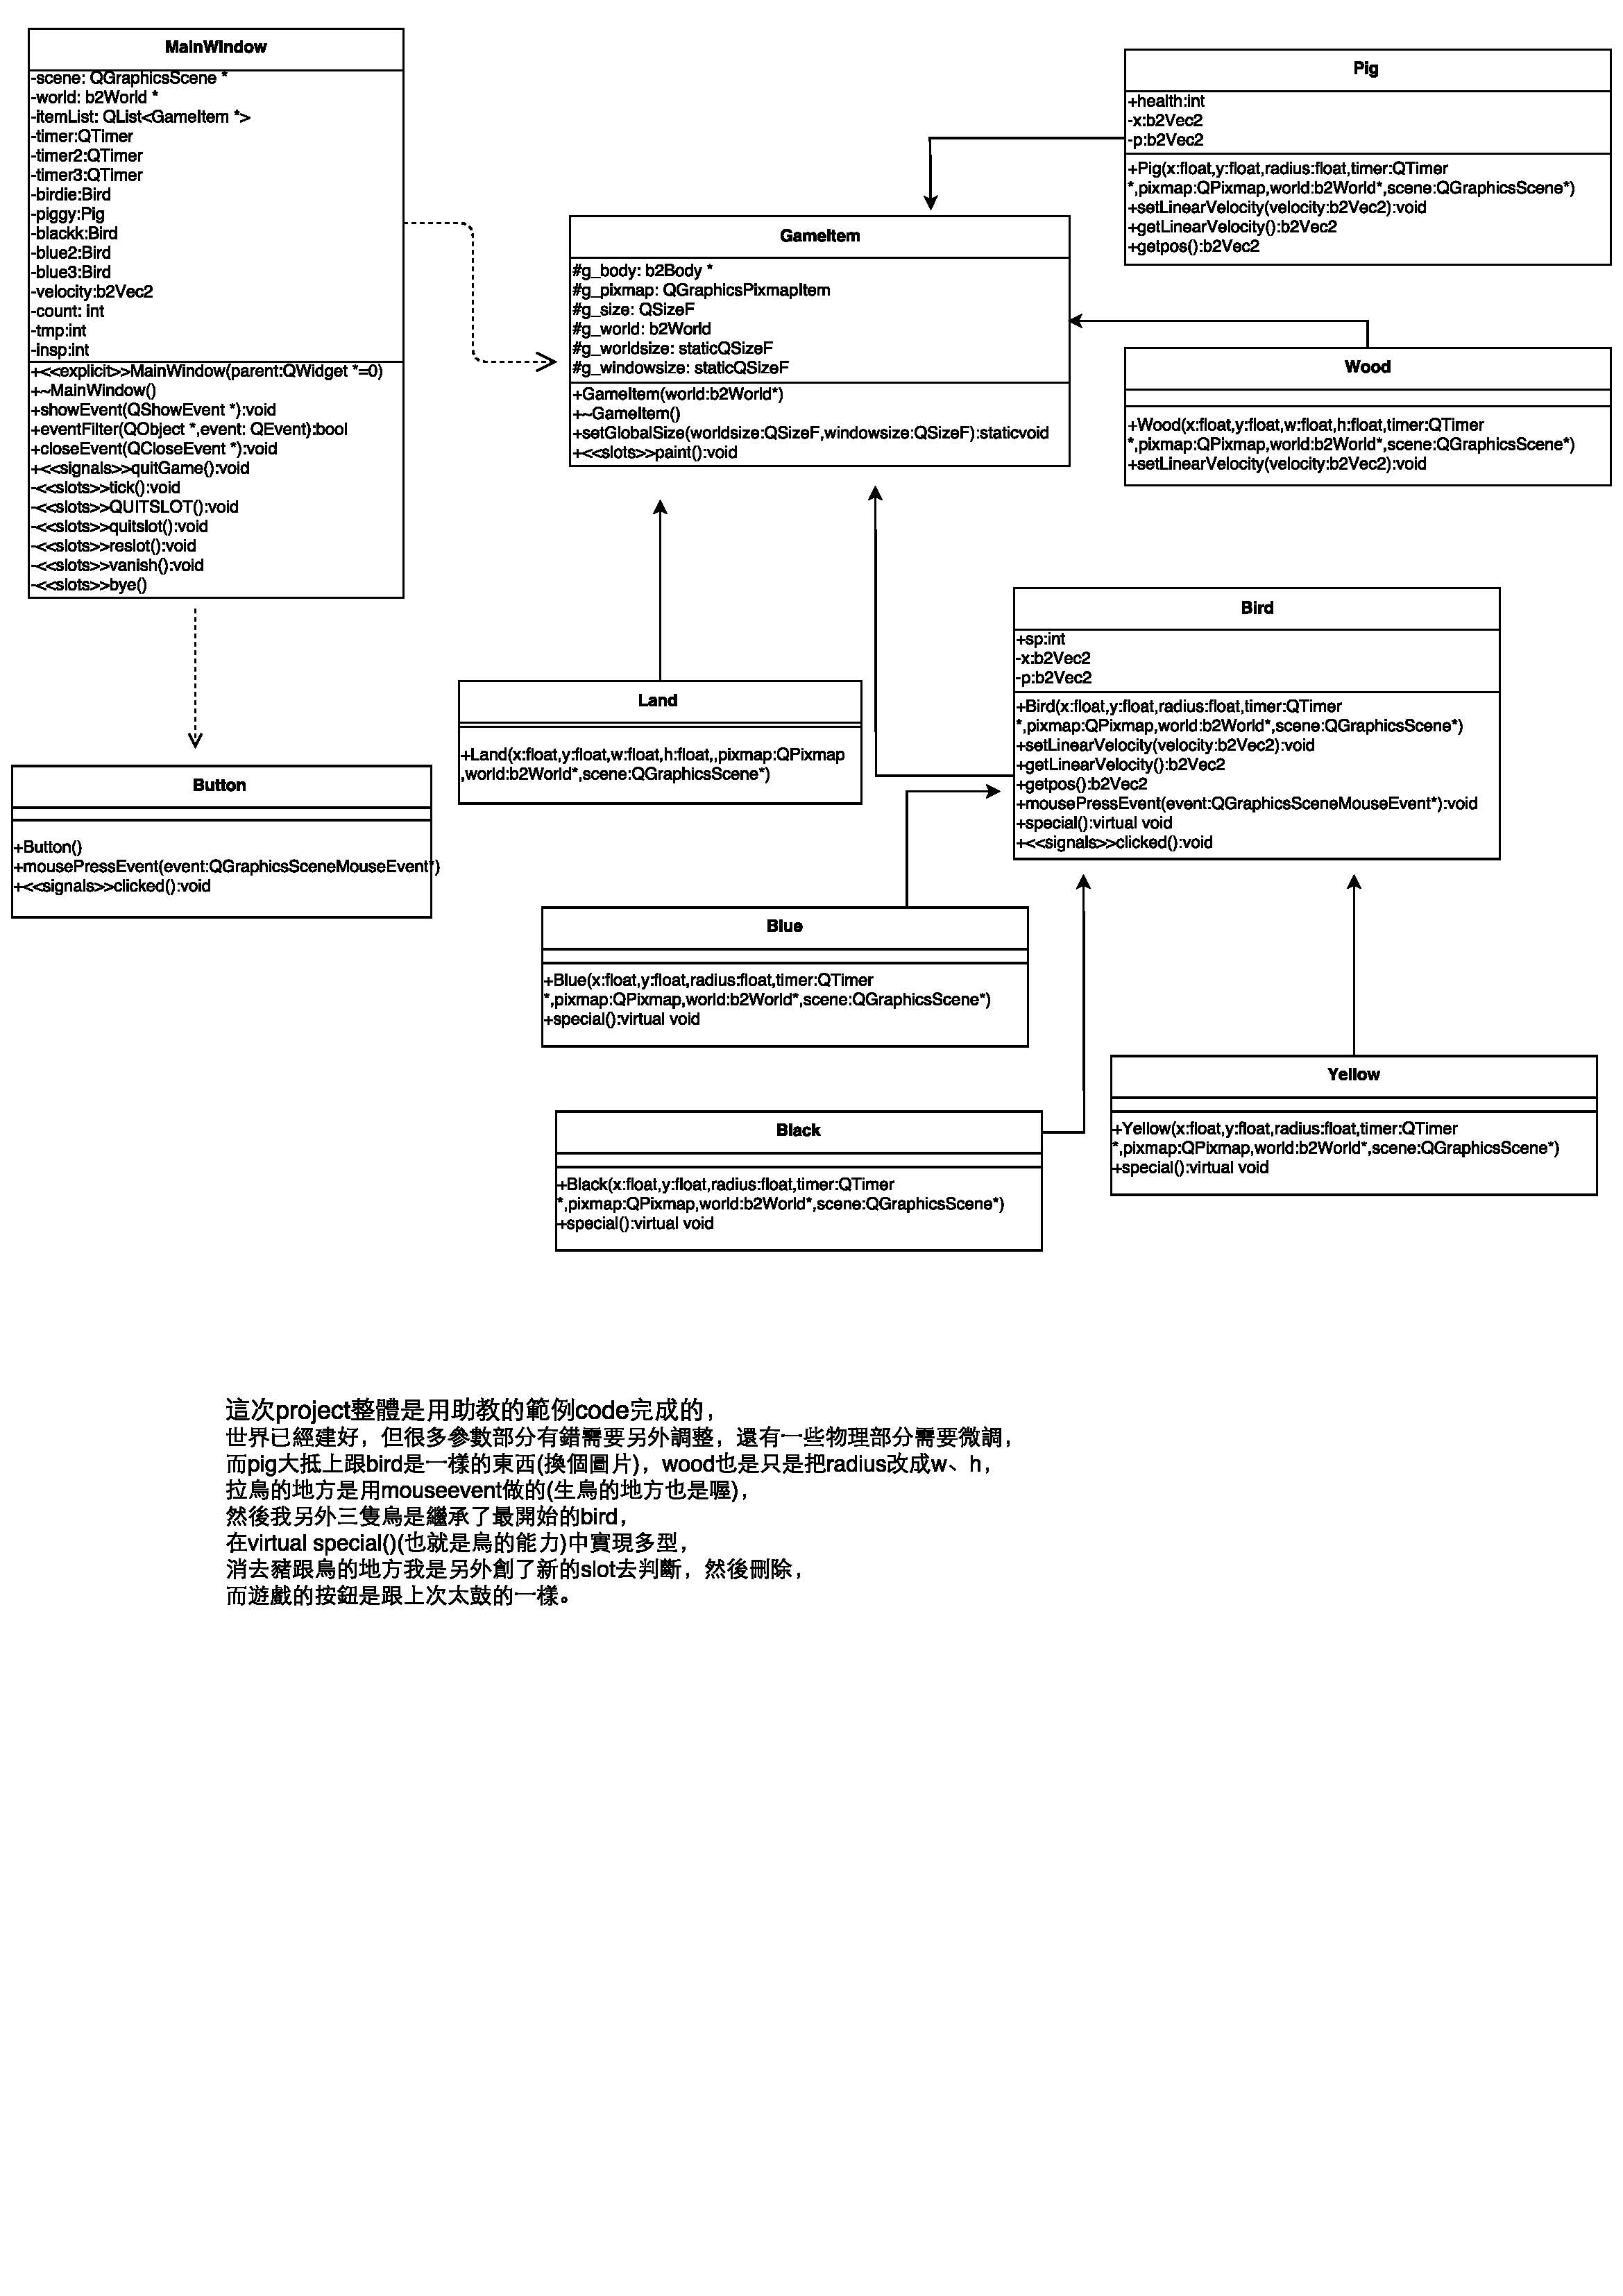 MainWindow
-scene: QGraphicsScene *
-world: b2World *
-itemList: QList<GameItem *>
-timer:QTimer
-timer2:QTimer
-timer3:QTimer
-birdie:Bird
-piggy:Pig
-blackk:Bird
-blue2:Bird
-blue3:Bird
-velocity:b2Vec2
-count: int
-tmp:int
-insp:int
+<<explicit>>MainWindow(parent:QWidget *=0)
+~MainWindow()
+showEvent(QShowEvent *):void
+eventFilter(QObject *,event: QEvent):bool
+closeEvent(QCloseEvent *):void
+<<signals>>quitGame():void
-<<slots>>tick():void
-<<slots>>QUITSLOT():void
-<<slots>>quitslot():void
-<<slots>>reslot():void
-<<slots>>vanish():void
-<<slots>>bye()
Pig
+health:int
-x:b2Vec2
-p:b2Vec2
+Pig(x:float,y:float,radius:float,timer:QTimer
*,pixmap:QPixmap,world:b2World*,scene:QGraphicsScene*)
+setLinearVelocity(velocity:b2Vec2):void
+getLinearVelocity():b2Vec2
+getpos():b2Vec2
GameItem
#g_body: b2Body *
#g_pixmap: QGraphicsPixmapItem
#g_size: QSizeF
#g_world: b2World
#g_worldsize: staticQSizeF
#g_windowsize: staticQSizeF
+GameItem(world:b2World*)
+~GameItem()
+setGlobalSize(worldsize:QSizeF,windowsize:QSizeF):staticvoid
+<<slots>>paint():void
Wood
+Wood(x:float,y:float,w:float,h:float,timer:QTimer
*,pixmap:QPixmap,world:b2World*,scene:QGraphicsScene*)
+setLinearVelocity(velocity:b2Vec2):void
Bird
+sp:int
-x:b2Vec2
-p:b2Vec2
+Bird(x:float,y:float,radius:float,timer:QTimer
*,pixmap:QPixmap,world:b2World*,scene:QGraphicsScene*)
+setLinearVelocity(velocity:b2Vec2):void
+getLinearVelocity():b2Vec2
+getpos():b2Vec2
+mousePressEvent(event:QGraphicsSceneMouseEvent*):void
+special():virtual void
+<<signals>>clicked():void
Land
+Land(x:float,y:float,w:float,h:float,,pixmap:QPixmap
,world:b2World*,scene:QGraphicsScene*)
Button
+Button()
+mousePressEvent(event:QGraphicsSceneMouseEvent*)
+<<signals>>clicked():void
Blue
+Blue(x:float,y:float,radius:float,timer:QTimer
*,pixmap:QPixmap,world:b2World*,scene:QGraphicsScene*)
+special():virtual void
Yellow
+Yellow(x:float,y:float,radius:float,timer:QTimer
*,pixmap:QPixmap,world:b2World*,scene:QGraphicsScene*)
+special():virtual void
Black
+Black(x:float,y:float,radius:float,timer:QTimer
*,pixmap:QPixmap,world:b2World*,scene:QGraphicsScene*)
+special():virtual void
這次project整體是用助教的範例code完成的，
世界已經建好，但很多參數部分有錯需要另外調整，還有一些物理部分需要微調，
而pig大抵上跟bird是一樣的東西(換個圖片)，wood也是只是把radius改成w、h，
拉鳥的地方是用mouseevent做的(生鳥的地方也是喔)，
然後我另外三隻鳥是繼承了最開始的bird，
在virtual special()(也就是鳥的能力)中實現多型，
消去豬跟鳥的地方我是另外創了新的slot去判斷，然後刪除，
而遊戲的按鈕是跟上次太鼓的一樣。